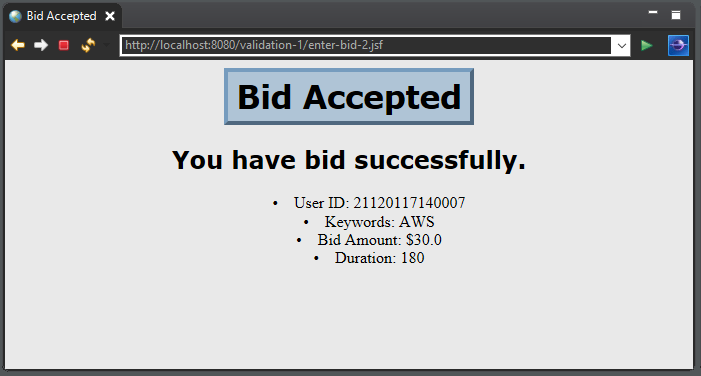 Bid Accepted
http://localhost:8080/validation-1/enter-bid-2.jsf
Bid Accepted
You have bid successfully.
• User ID: 21120117140007
• Keywords: AWS
• Bid Amount: $30.0
• Duration: 180